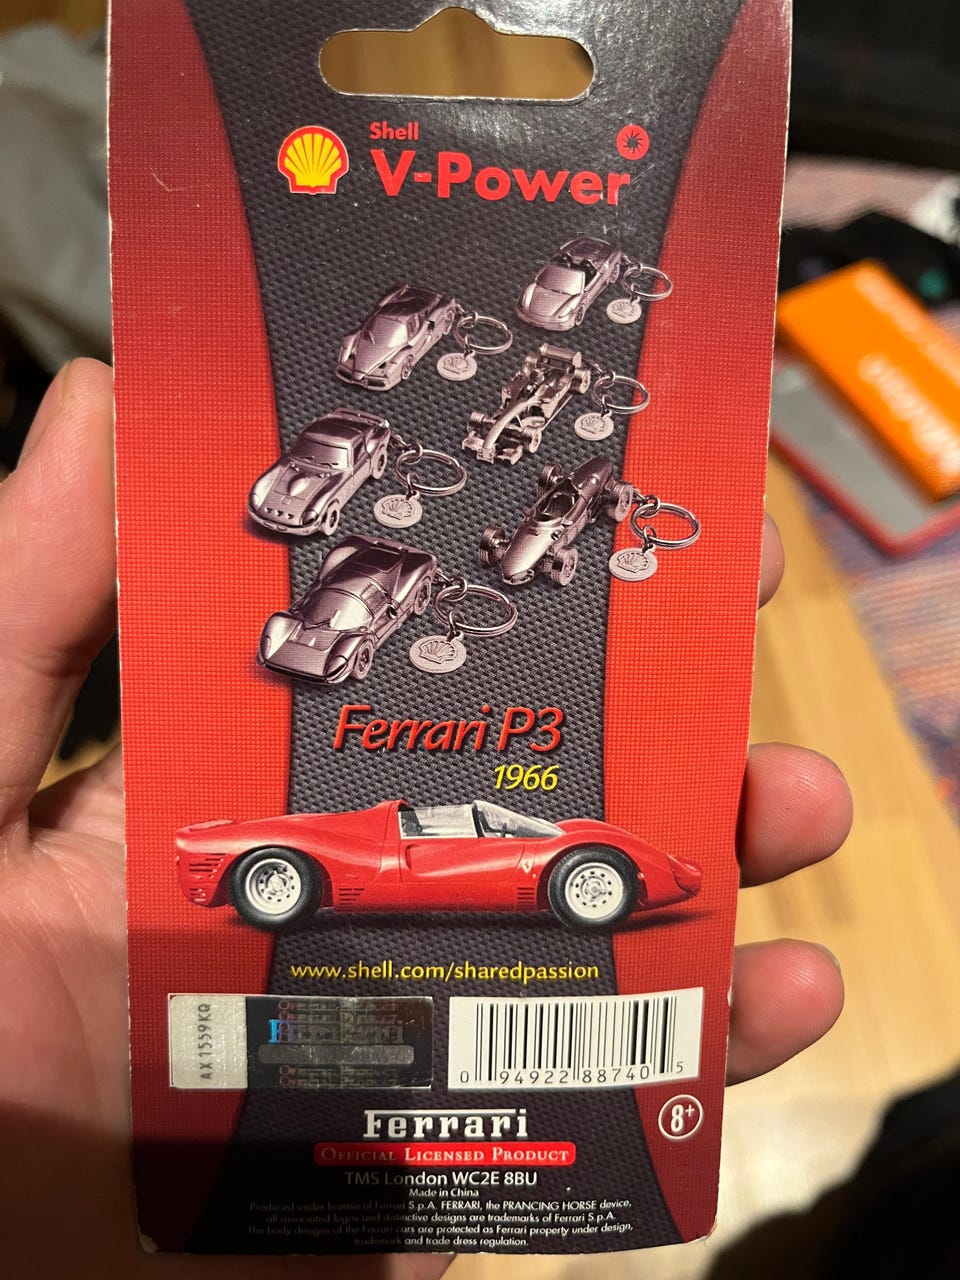 Shell
V-Power
Ferrari P3
1966
www.shell.com/sharedpassion
AX1559KQ
Official Product
0 94922 88740 5
8+
Ferrari
OFFICIAL LICENSED PRODUCT
TMS London WC2E 8BU
Made in China
Produced under license of Ferrari S.p.A. FERRARI, the PRANCING HORSE device,
all associated logos and distinctive designs are trademarks of Ferrari S.p.A.
The body designs of the Ferrari cars are protected as Ferrari property under design,
trademark and trade dress regulation.